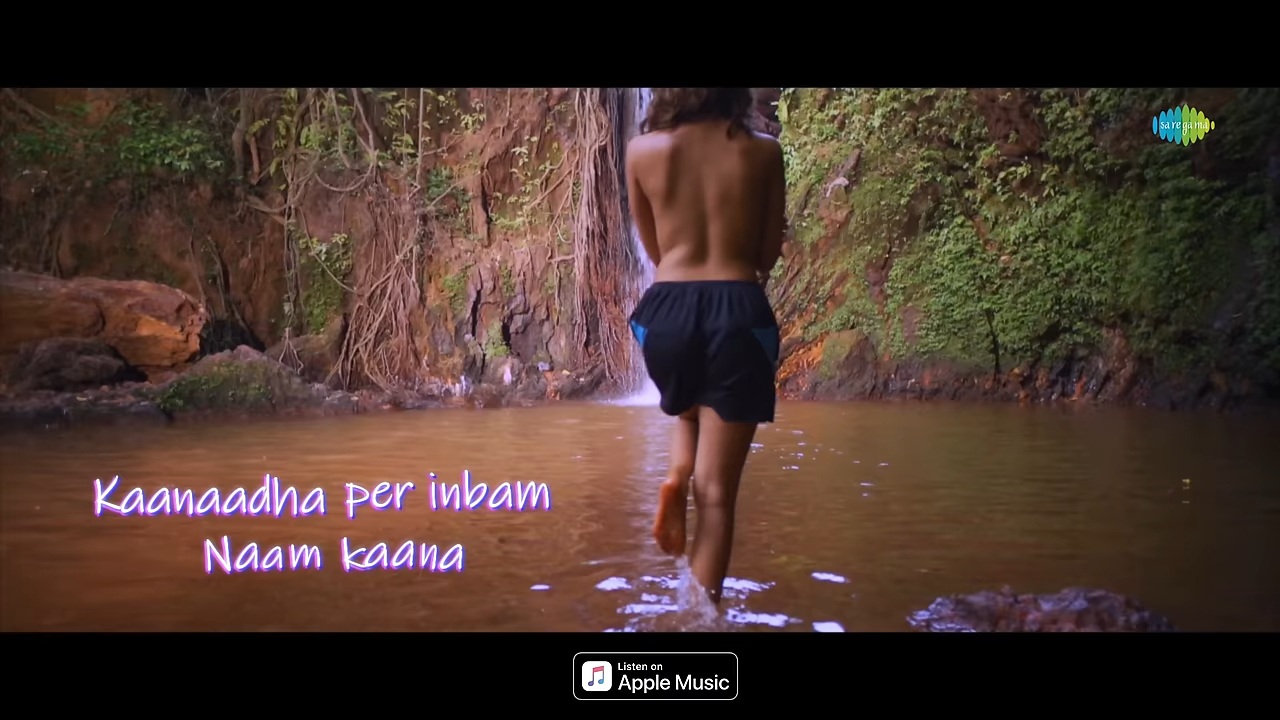 saregama
Kaanaadha per inbam
Naam kaana
Listen on
Apple Music